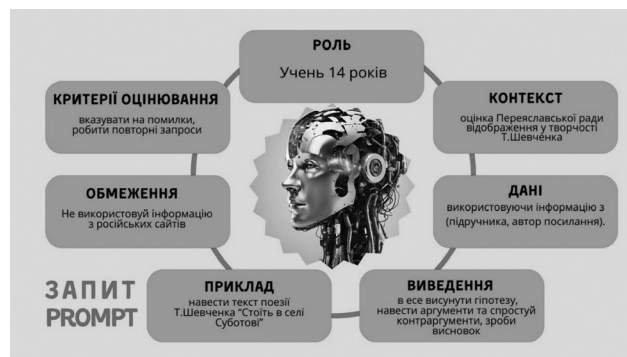 РОЛЬ
Учень 14 років
КОНТЕКСТ
оцінка Переяславської ради
відображення у творчості
Т.Шевченка
ДАНІ
використовуючи інформацію з
(підручника, автор посилання).
ВИВЕДЕННЯ
в есе висунути гіпотезу,
навести аргументи та спростуй
контраргументи, зроби
висновок
ПРИКЛАД
навести текст поезії
Т.Шевченка "Стоїть в селі
Суботові"
ОБМЕЖЕННЯ
Не використовуй інформацію
з російських сайтів
КРИТЕРІЇ ОЦІНЮВАННЯ
вказувати на помилки,
робити повторні запроси
ЗАПИТ
PROMPT